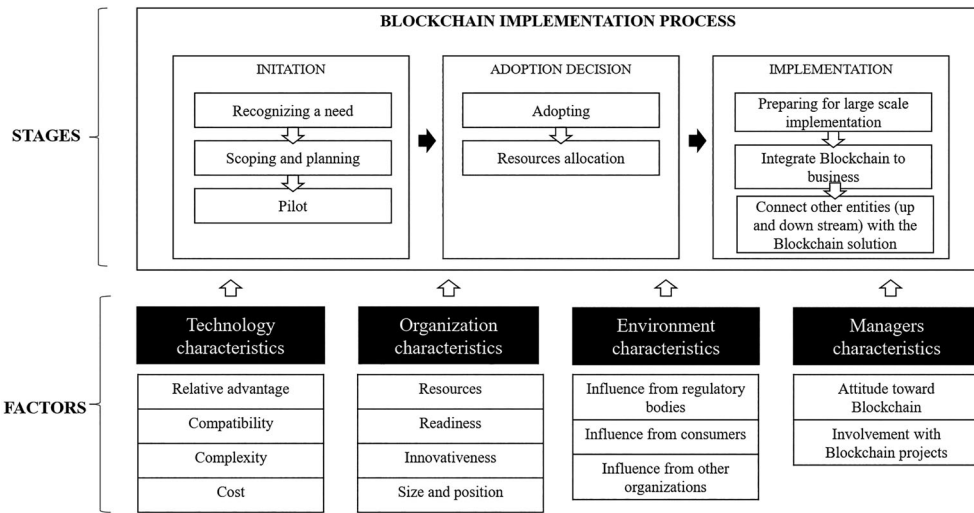 BLOCKCHAIN IMPLEMENTATION PROCESS
STAGES
INITATION
Recognizing a need
Scoping and planning
Pilot
ADOPTION DECISION
Adopting
Resources allocation
IMPLEMENTATION
Preparing for large scale
implementation
Integrate Blockchain to
business
Connect other entities (up
and down stream) with the
Blockchain solution
FACTORS
Technology
characteristics
Relative advantage
Compatibility
Complexity
Cost
Organization
characteristics
Resources
Readiness
Innovativeness
Size and position
Environment
characteristics
Influence from regulatory
bodies
Influence from consumers
Influence from other
organizations
Managers
characteristics
Attitude toward
Blockchain
Involvement with
Blockchain projects